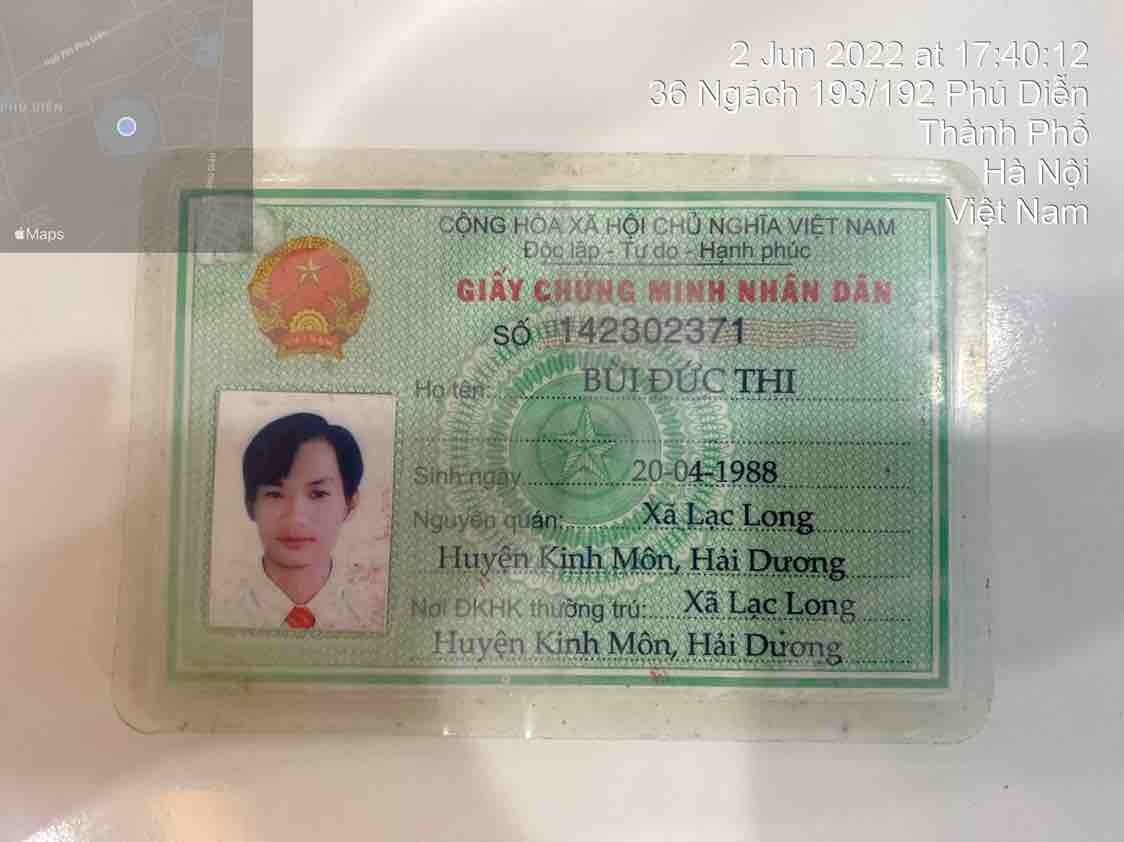 2 Jun 2022 at 17:40:12
36 Ngách 193/192 Phú Diễn
Thành Phố
Hà Nội
Việt Nam
PHÚ DIỄN
Maps
CỘNG HÒA XÃ HỘI CHỦ NGHĨA VIỆT NAM
Độc lập - Tự do - Hạnh phúc
GIẤY CHỨNG MINH NHÂN DÂN
SỐ 142302371
Họ tên: BÙI ĐỨC THI
Sinh ngày 20-04-1988
Nguyên quán: Xã Lạc Long
Huyện Kinh Môn, Hải Dương
Nơi ĐKHK thường trú: Xã Lạc Long
Huyện Kinh Môn, Hải Dương